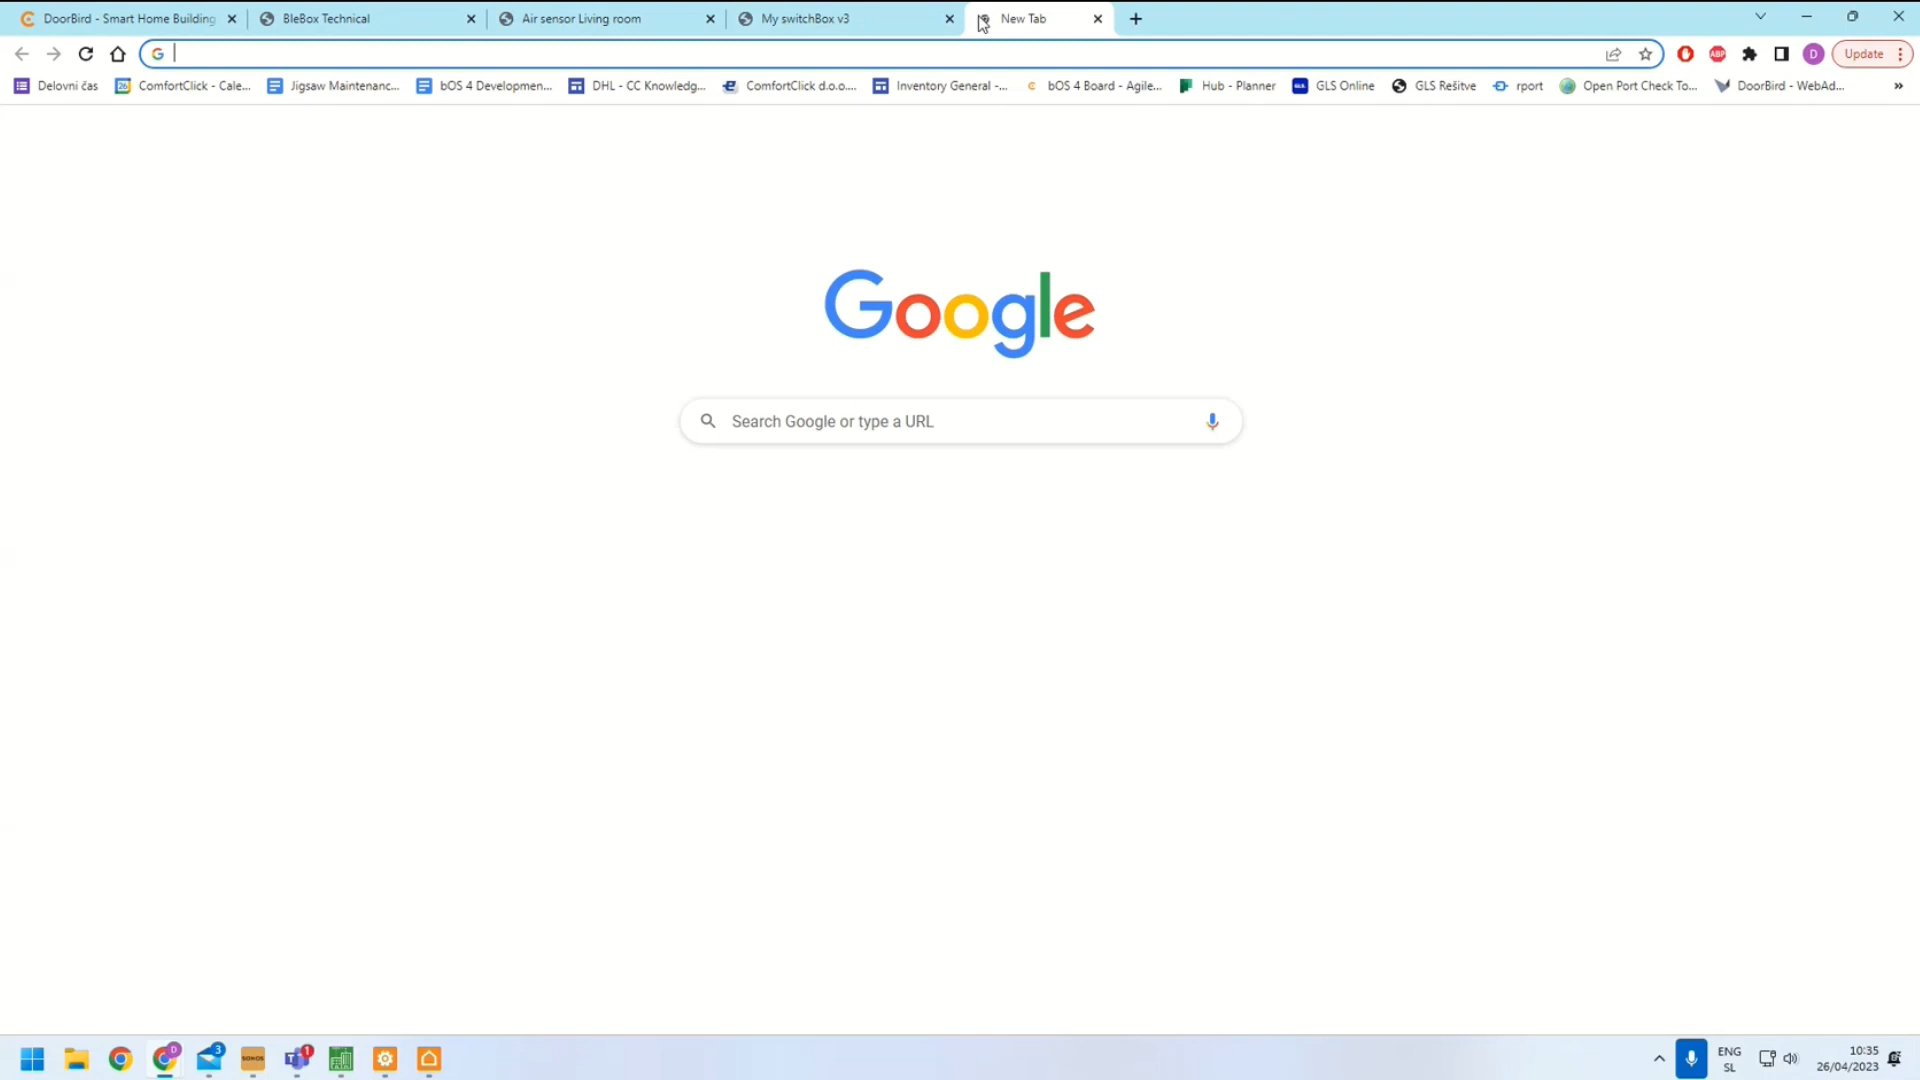 DoorBird - Smart Home Building
BleBox Technical
Air sensor Living room
My switchBox v3
New Tab
Update
Delovni čas
ComfortClick - Cale...
Jigsaw Maintenanc...
bOS 4 Developmen...
DHL - CC Knowledg...
ComfortClick d.o.o....
Inventory General -...
bOS 4 Board - Agile...
Hub - Planner
GLS Online
GLS Rešitve
rport
Open Port Check To...
DoorBird - WebAd...
Google
Search Google or type a URL
ENG
SL
10:35
26/04/2023